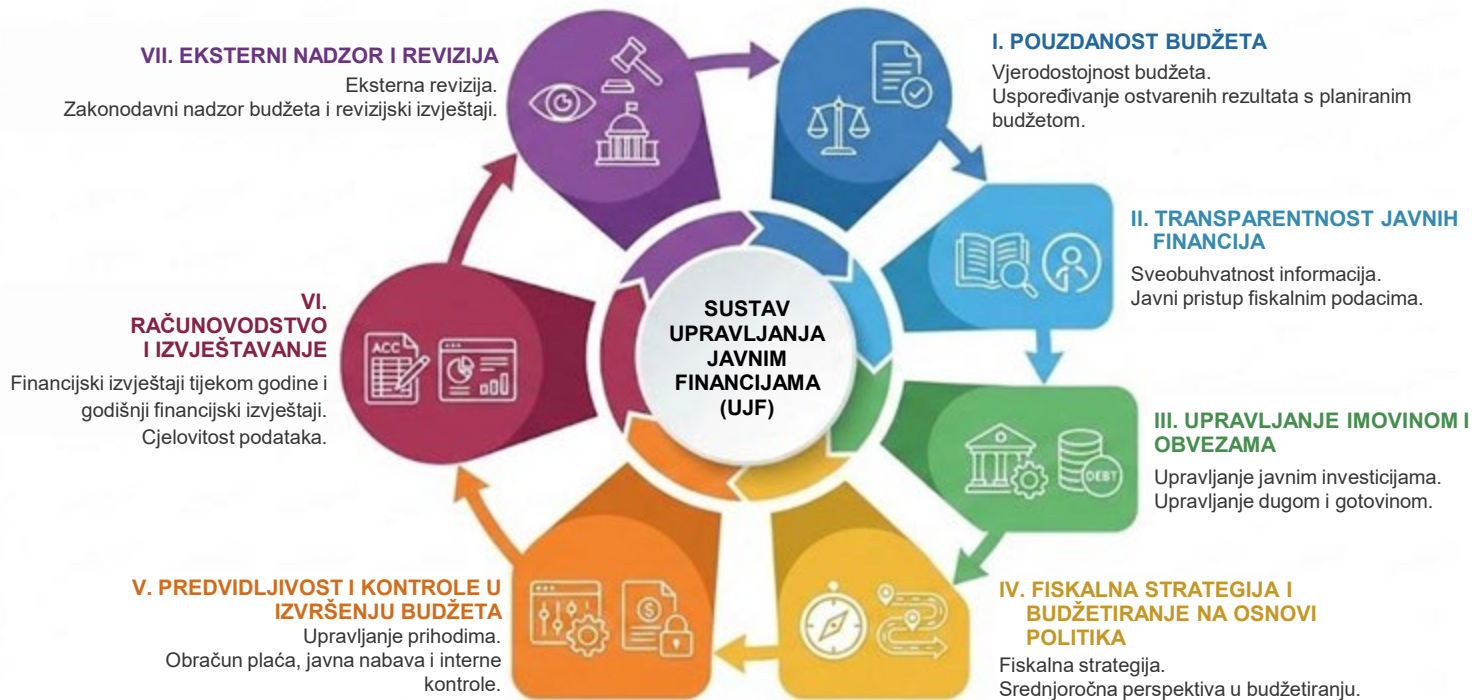 VII. EKSTERNI NADZOR I REVIZIJA
Eksterna revizija.
Zakonodavni nadzor budžeta i revizijski izvještaji.
I. POUZDANOST BUDŽETA
Vjerodostojnost budžeta.
Uspoređivanje ostvarenih rezultata s planiranim
budžetom.
II. TRANSPARENTNOST JAVNIH
FINANCIJA
Sveobuhvatnost informacija.
Javni pristup fiskalnim podacima.
III. UPRAVLJANJE IMOVINOM I
OBVEZAMA
Upravljanje javnim investicijama.
Upravljanje dugom i gotovinom.
DEBT
IV. FISKALNA STRATEGIJA I
BUDŽETIRANJE NA OSNOVI
POLITIKA
Fiskalna strategija.
Srednjoročna perspektiva u budžetiranju.
V. PREDVIDLJIVOST I KONTROLE U
IZVRŠENJU BUDŽETA
Upravljanje prihodima.
Obračun plaća, javna nabava i interne
kontrole.
$
VI.
RAČUNOVODSTVO
I IZVJEŠTAVANJE
Financijski izvještaji tijekom godine i
godišnji financijski izvještaji.
Cjelovitost podataka.
ACC
SUSTAV
UPRAVLJANJA
JAVNIM
FINANCIJAMA
(UJF)